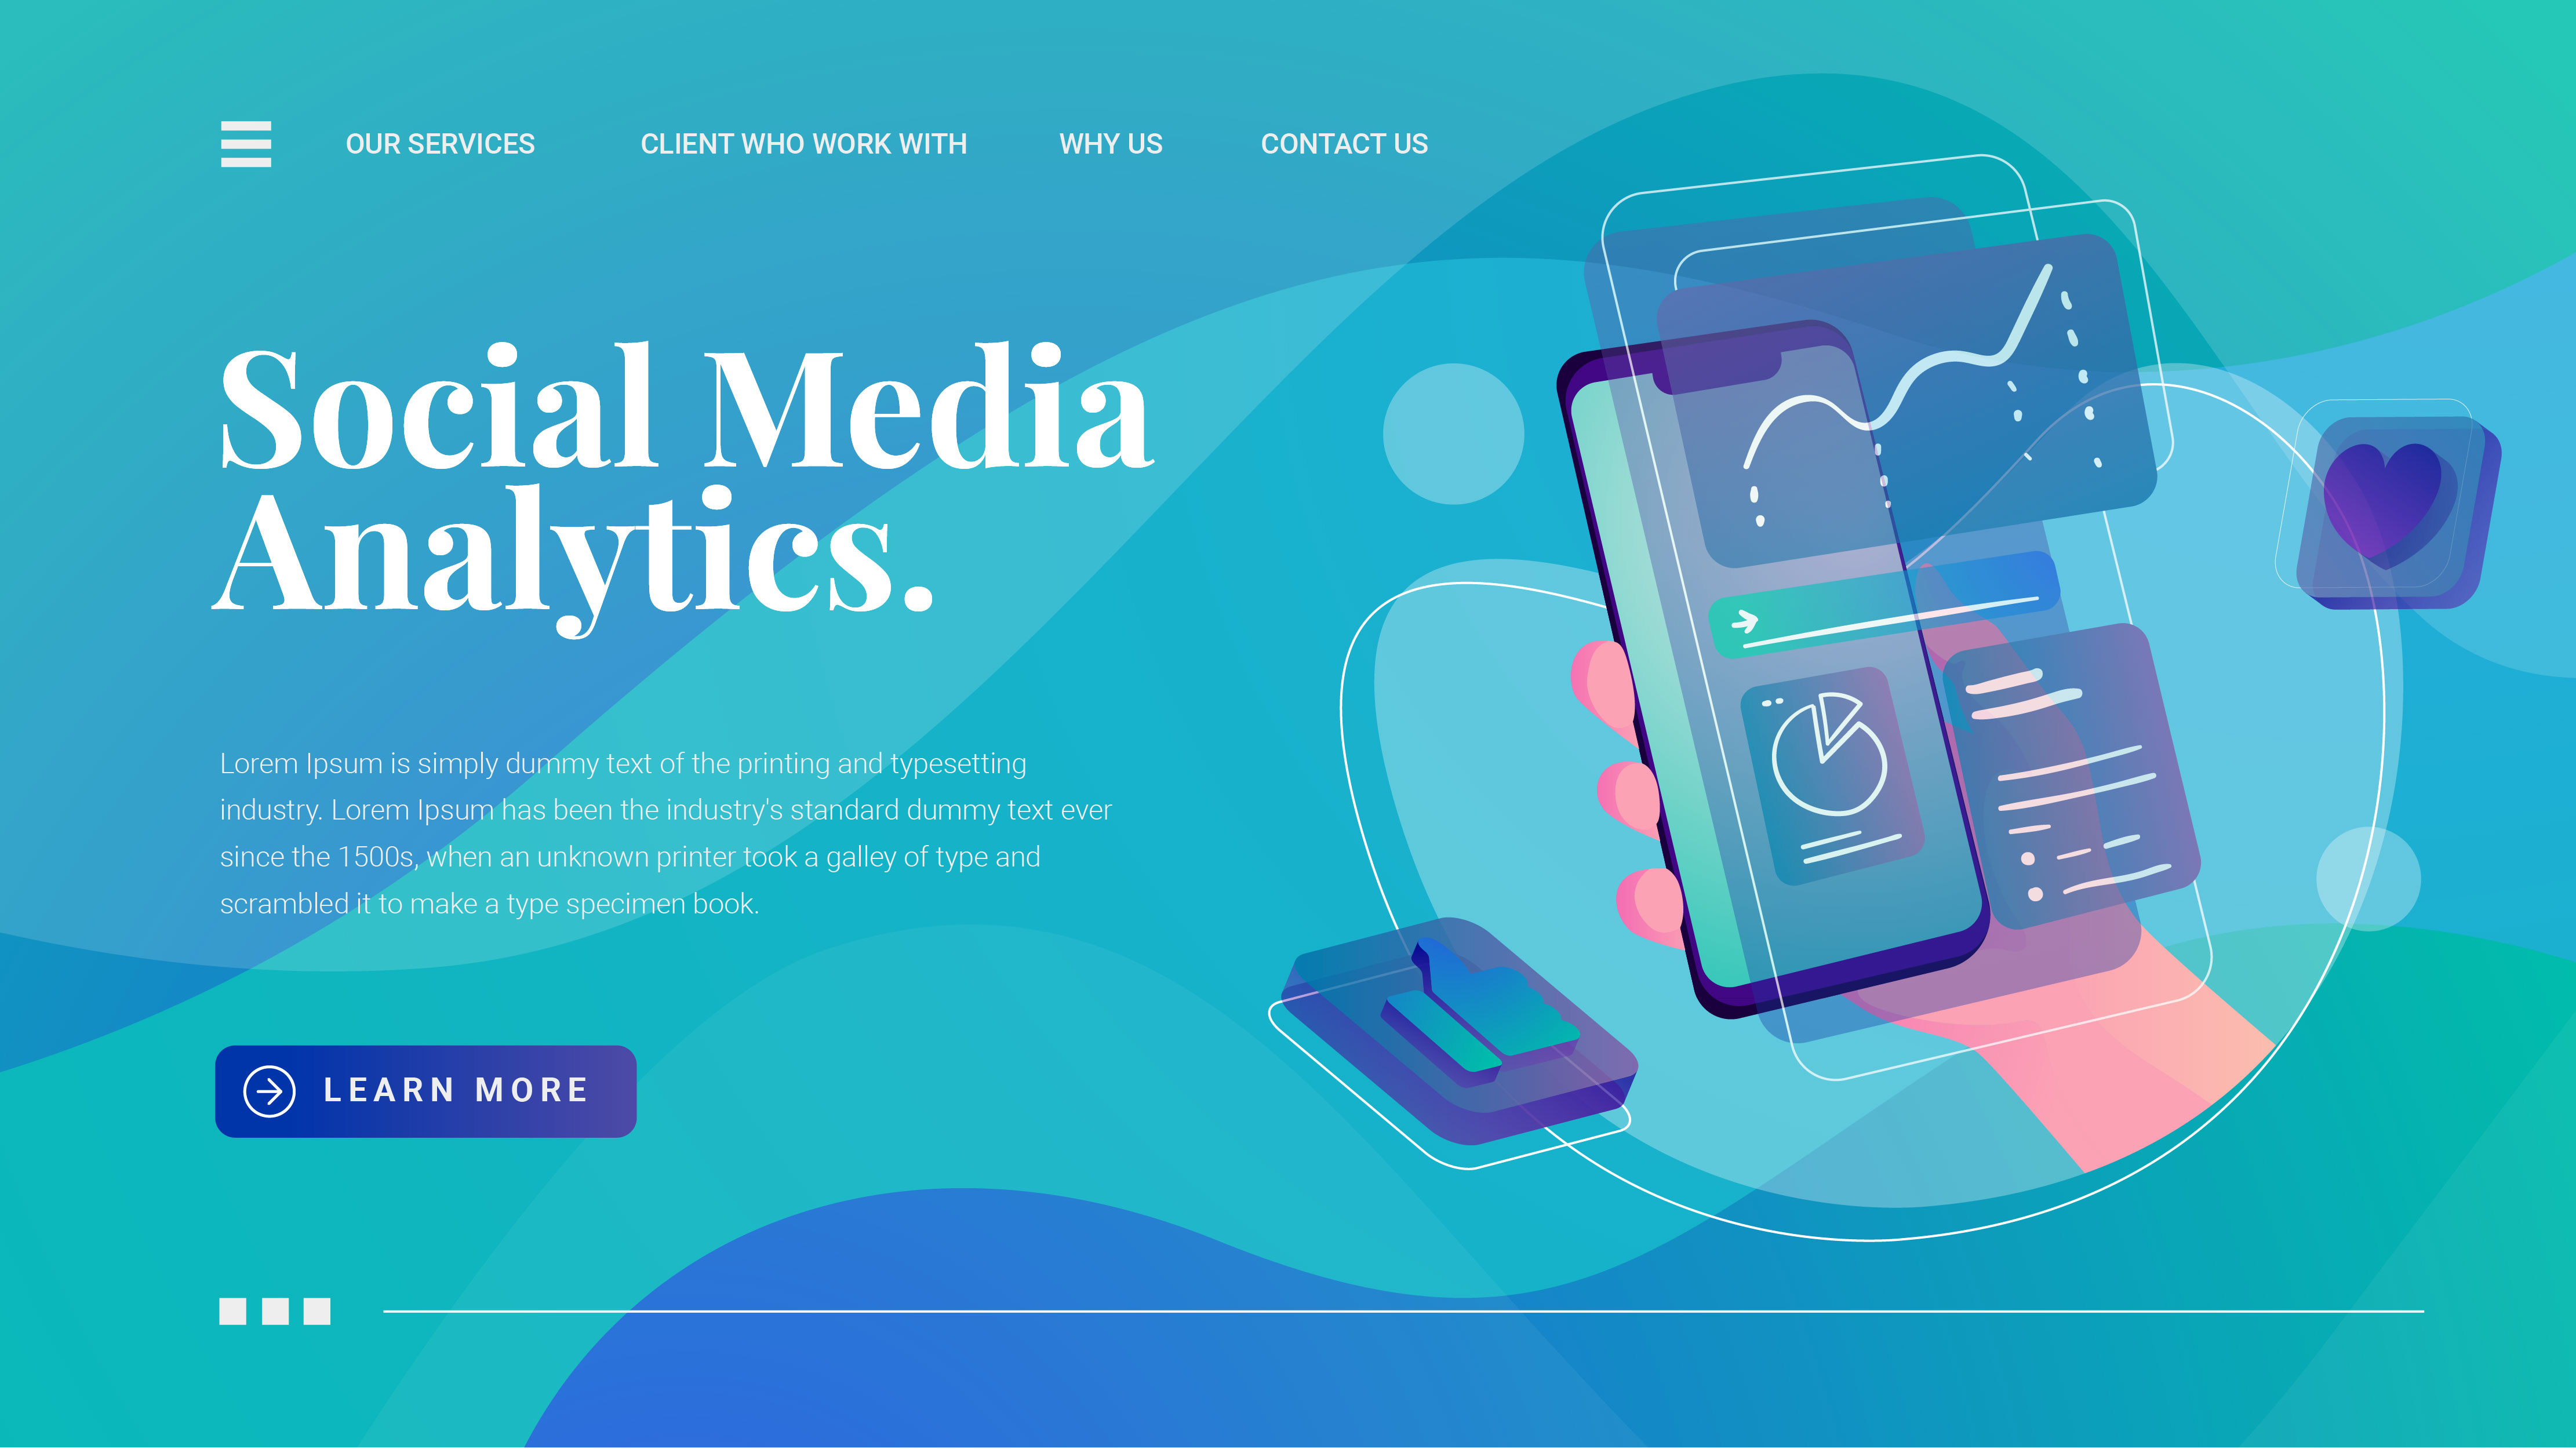 OUR SERVICES CLIENT WHO WORK WITH WHY US CONTACT US
Social Media
Analytics.
Lorem Ipsum is simply dummy text of the printing and typesetting
industry. Lorem Ipsum has been the industry's standard dummy text ever
since the 1500s, when an unknown printer took a galley of type and
scrambled it to make a type specimen book.
LEARN MORE